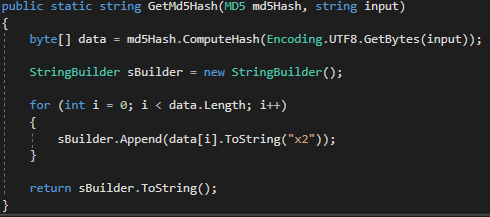 public static string GetMd5Hash(MD5 md5Hash, string input)
{
    byte[] data = md5Hash.ComputeHash(Encoding.UTF8.GetBytes(input));
    StringBuilder sBuilder = new StringBuilder();
    for (int i = 0; i < data.Length; i++)
    {
        sBuilder.Append(data[i].ToString("x2"));
    }
    return sBuilder.ToString();
}